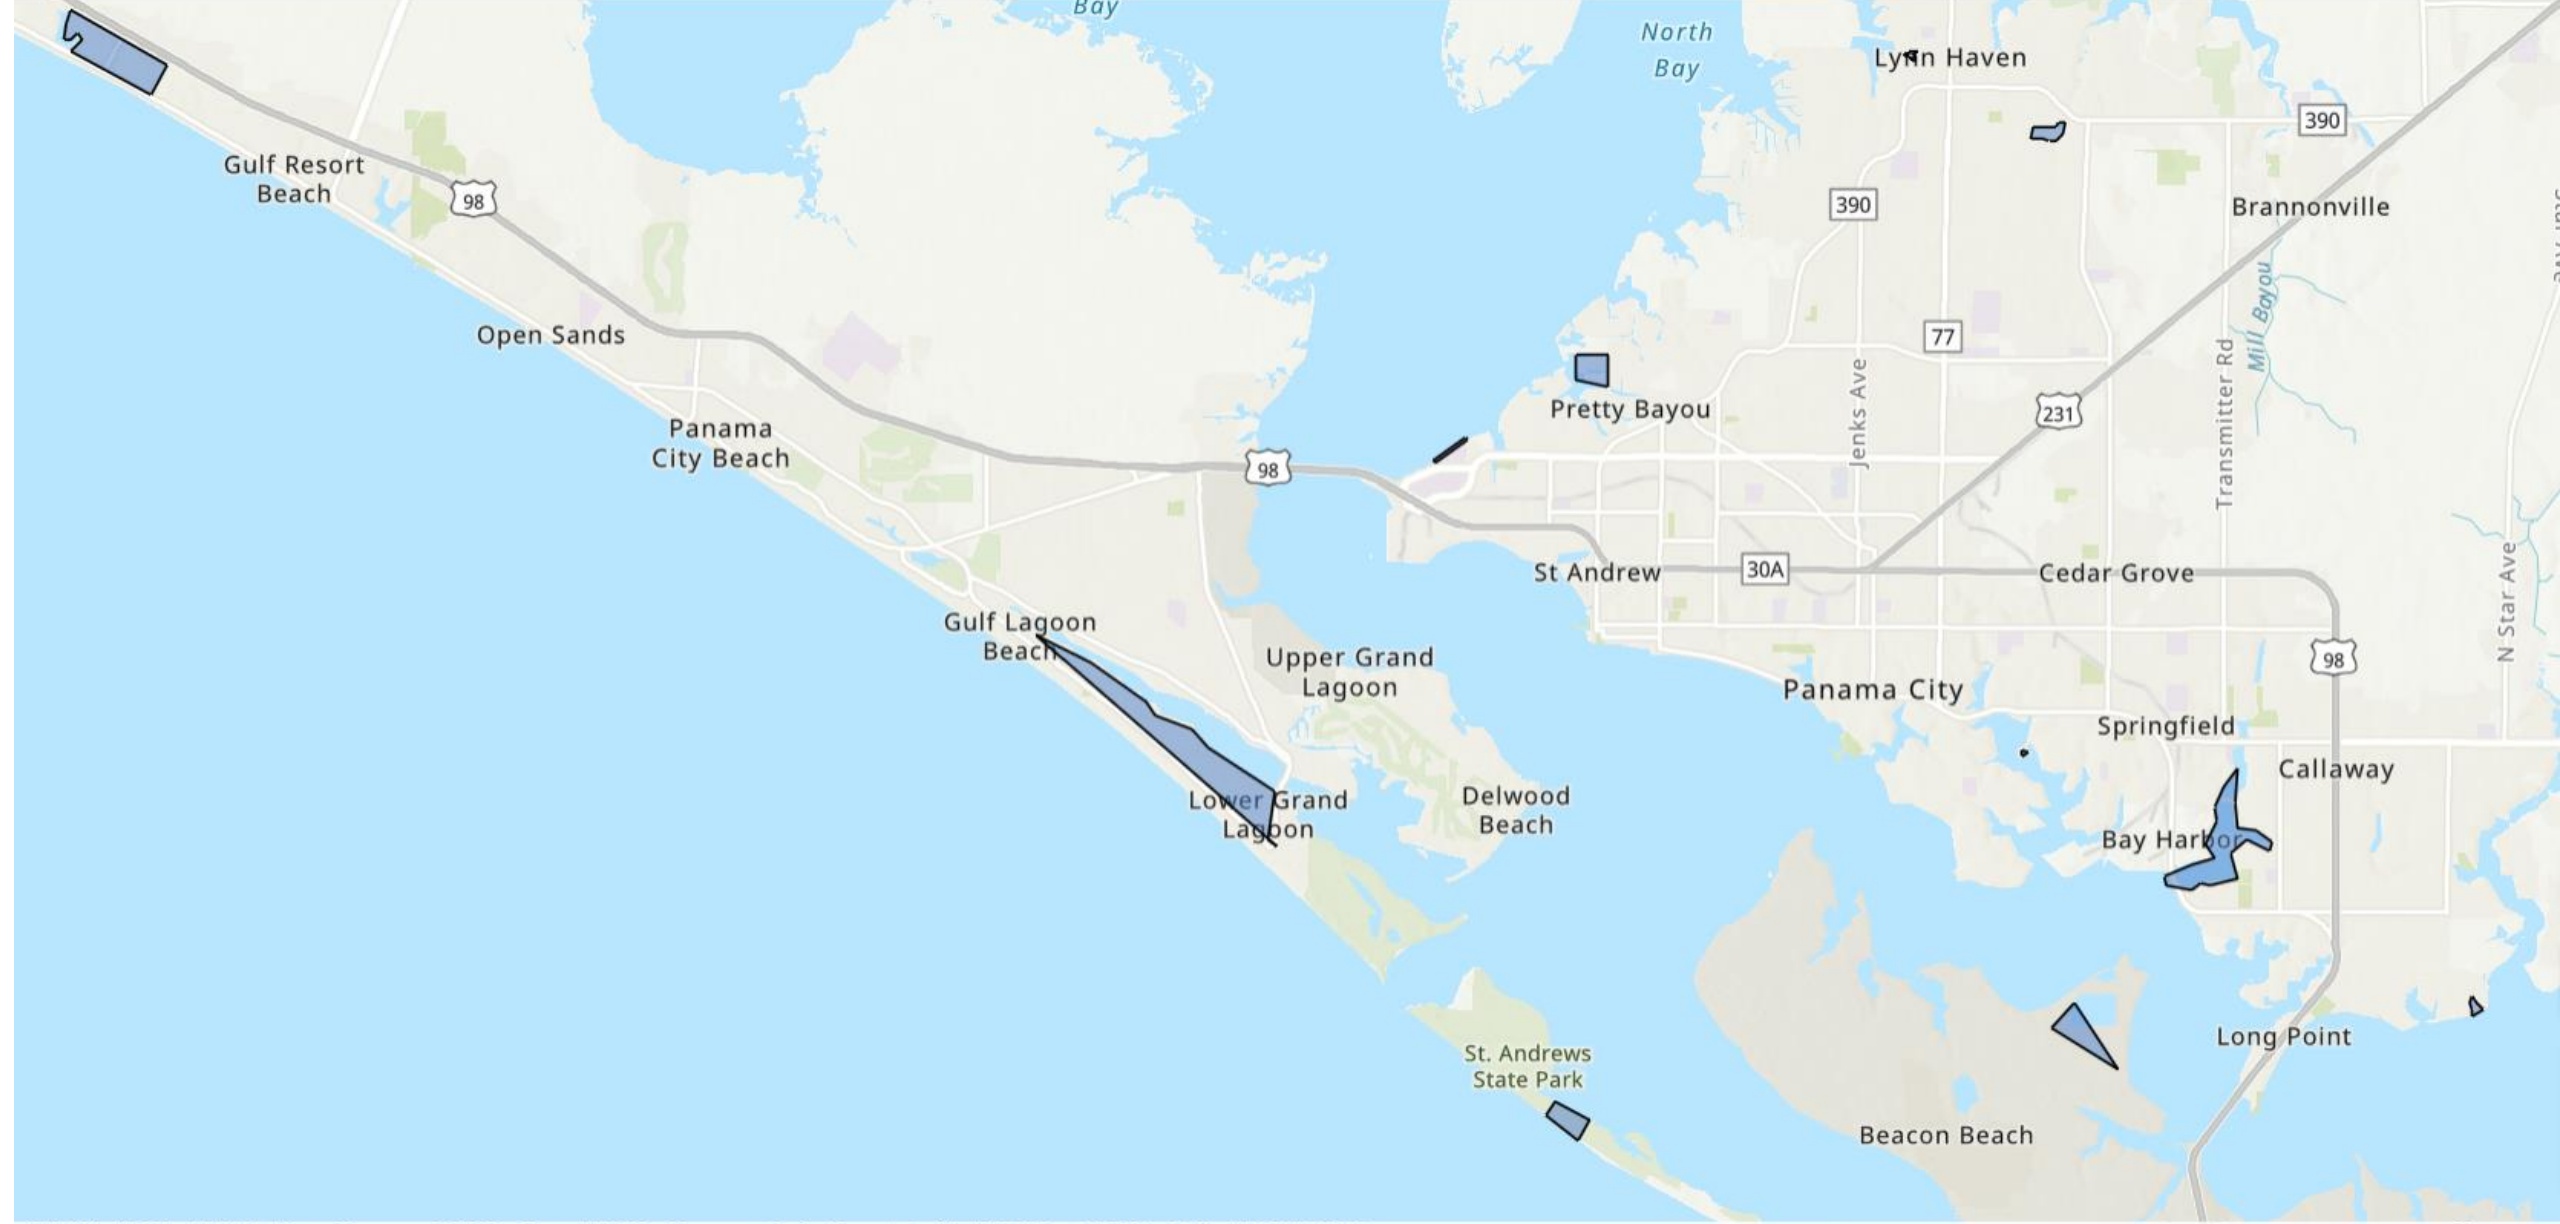 Bay
North
Bay
Lynn Haven
390
Gulf Resort
Beach
98
390
Brannonville
Mill Bayou
Open Sands
77
Panama
City Beach
Pretty Bayou
Jenks Ave
231
Transmitter Rd
98
St Andrew
30A
Cedar Grove
N Star Ave
Gulf Lagoon
Beach
Upper Grand
Lagoon
98
Panama City
Springfield
Callaway
Lower Grand
Lagoon
Delwood
Beach
Bay Harbor
Long Point
St. Andrews
State Park
Beacon Beach